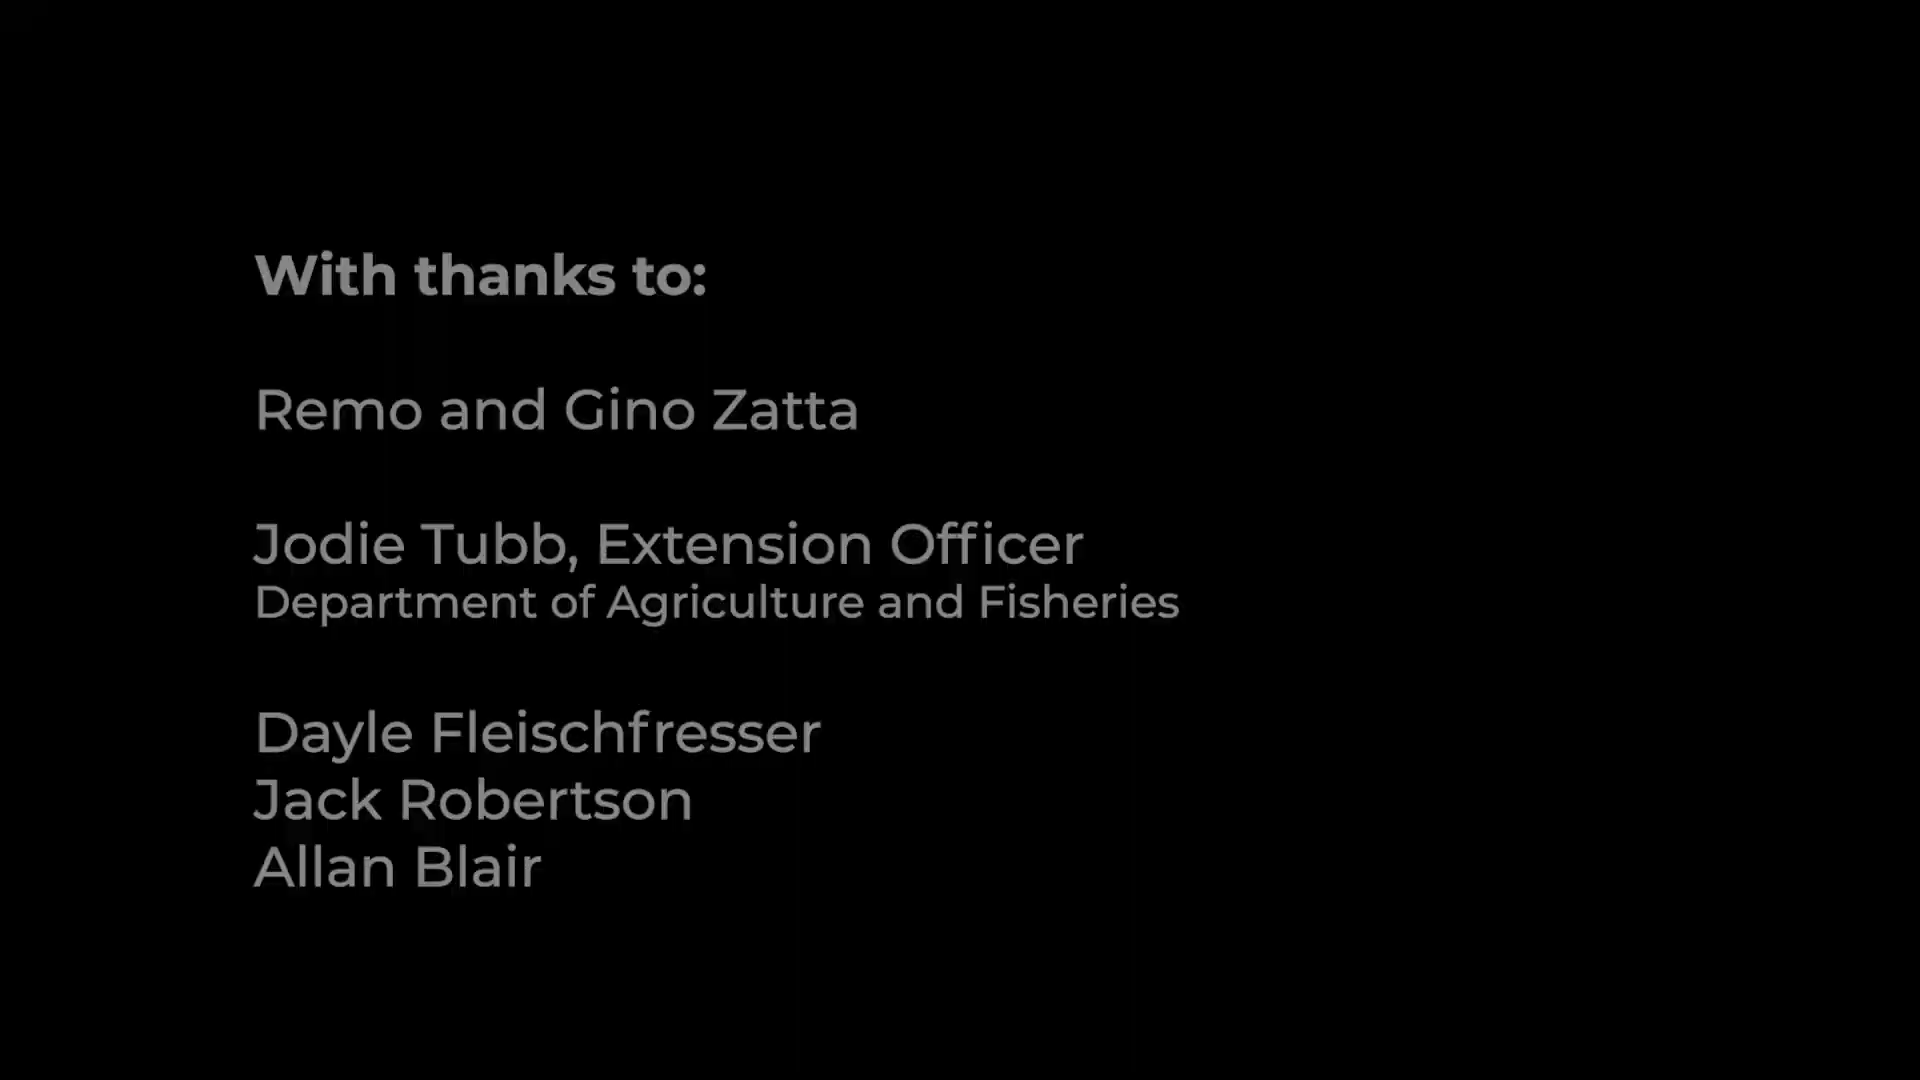 With thanks to:
Remo and Gino Zatta
Jodie Tubb, Extension Officer
Department of Agriculture and Fisheries
Dayle Fleischfresser
Jack Robertson
Allan Blair